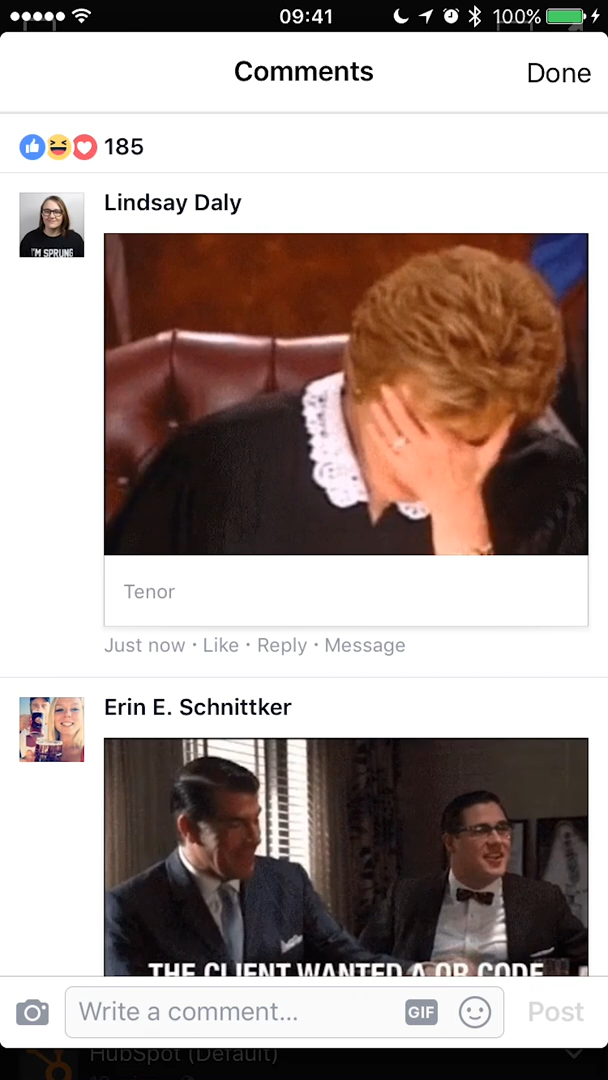 09:41
100%
Comments
Done
185
Lindsay Daly
I'M SPRUNG
Tenor
Just now · Like · Reply · Message
Erin E. Schnittker
THE CLIENT WANTED A QR CODE
Write a comment...
GIF
Post
HubSpot (Default)